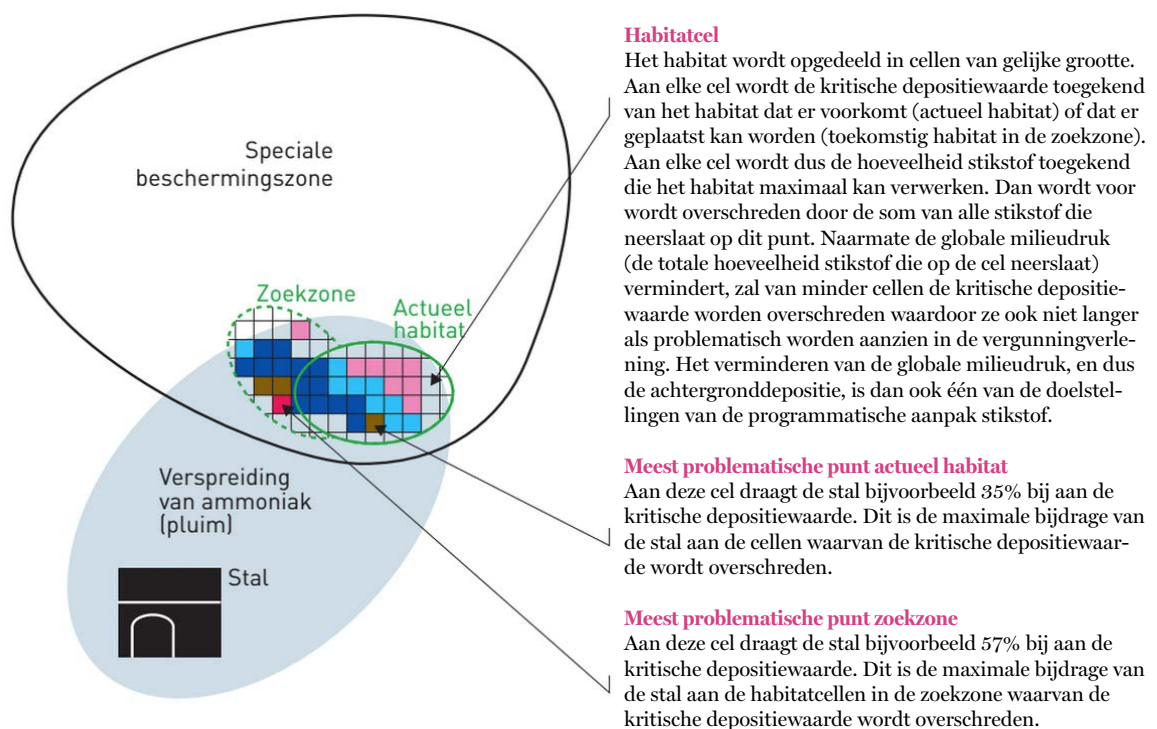 Speciale
beschermingszone
Zoekzone
Actueel
habitat
Verspreiding
van ammoniak
(pluim)
Stal
Habitatcel
Het habitat wordt opgedeeld in cellen van gelijke grootte.
Aan elke cel wordt de kritische depositiewaarde toegekend
van het habitat dat er voorkomt (actueel habitat) of dat er
geplaatst kan worden (toekomstig habitat in de zoekzone).
Aan elke cel wordt dus de hoeveelheid stikstof toegekend
die het habitat maximaal kan verwerken. Dan wordt voor
wordt overschreden door de som van alle stikstof die
neerslaat op dit punt. Naarmate de globale milieudruk
(de totale hoeveelheid stikstof die op de cel neerslaat)
vermindert, zal van minder cellen de kritische depositie-
waarde worden overschreden waardoor ze ook niet langer
als problematisch worden aanzien in de vergunningverle-
ning. Het verminderen van de globale milieudruk, en dus
de achtergronddepositie, is dan ook één van de doelstel-
lingen van de programmatische aanpak stikstof.
Meest problematische punt actueel habitat
Aan deze cel draagt de stal bijvoorbeeld 35% bij aan de
kritische depositiewaarde. Dit is de maximale bijdrage van
de stal aan de cellen waarvan de kritische depositiewaar-
de wordt overschreden.
Meest problematische punt zoekzone
Aan deze cel draagt de stal bijvoorbeeld 57% bij aan de
kritische depositiewaarde. Dit is de maximale bijdrage van
de stal aan de habitatcellen in de zoekzone waarvan de
kritische depositiewaarde wordt overschreden.